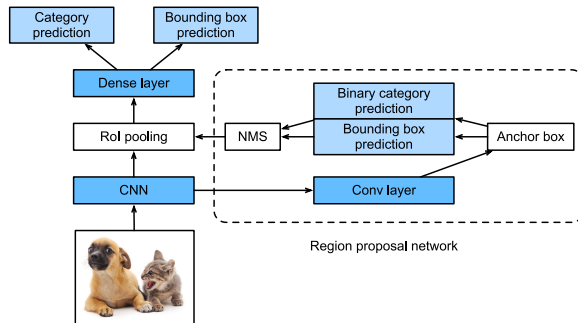 Category
prediction
Bounding box
prediction
Dense layer
Binary category
prediction
RoI pooling
NMS
Bounding box
prediction
Anchor box
CNN
Conv layer
Region proposal network